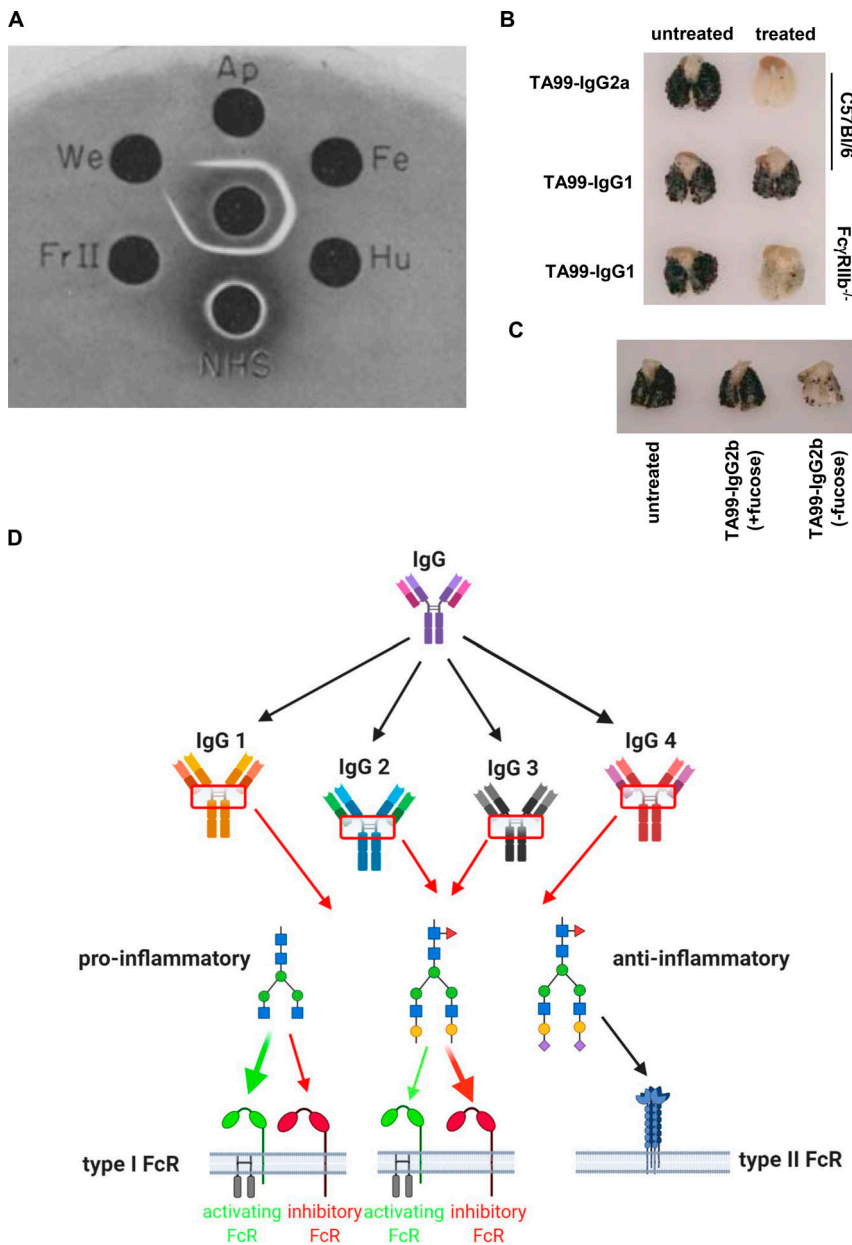 A
Ap
We
Fe
Fr II
Hu
NHS
B
untreated
treated
TA99-IgG2a
TA99-IgG1
TA99-IgG1
C57Bl/6
FcγRIIb-/-
C
untreated
TA99-IgG2b
(+fucose)
TA99-IgG2b
(-fucose)
D
IgG
IgG 1
IgG 2
IgG 3
IgG 4
pro-inflammatory
anti-inflammatory
type I FcR
type II FcR
activating
FcR
inhibitory
FcR
activating
FcR
inhibitory
FcR